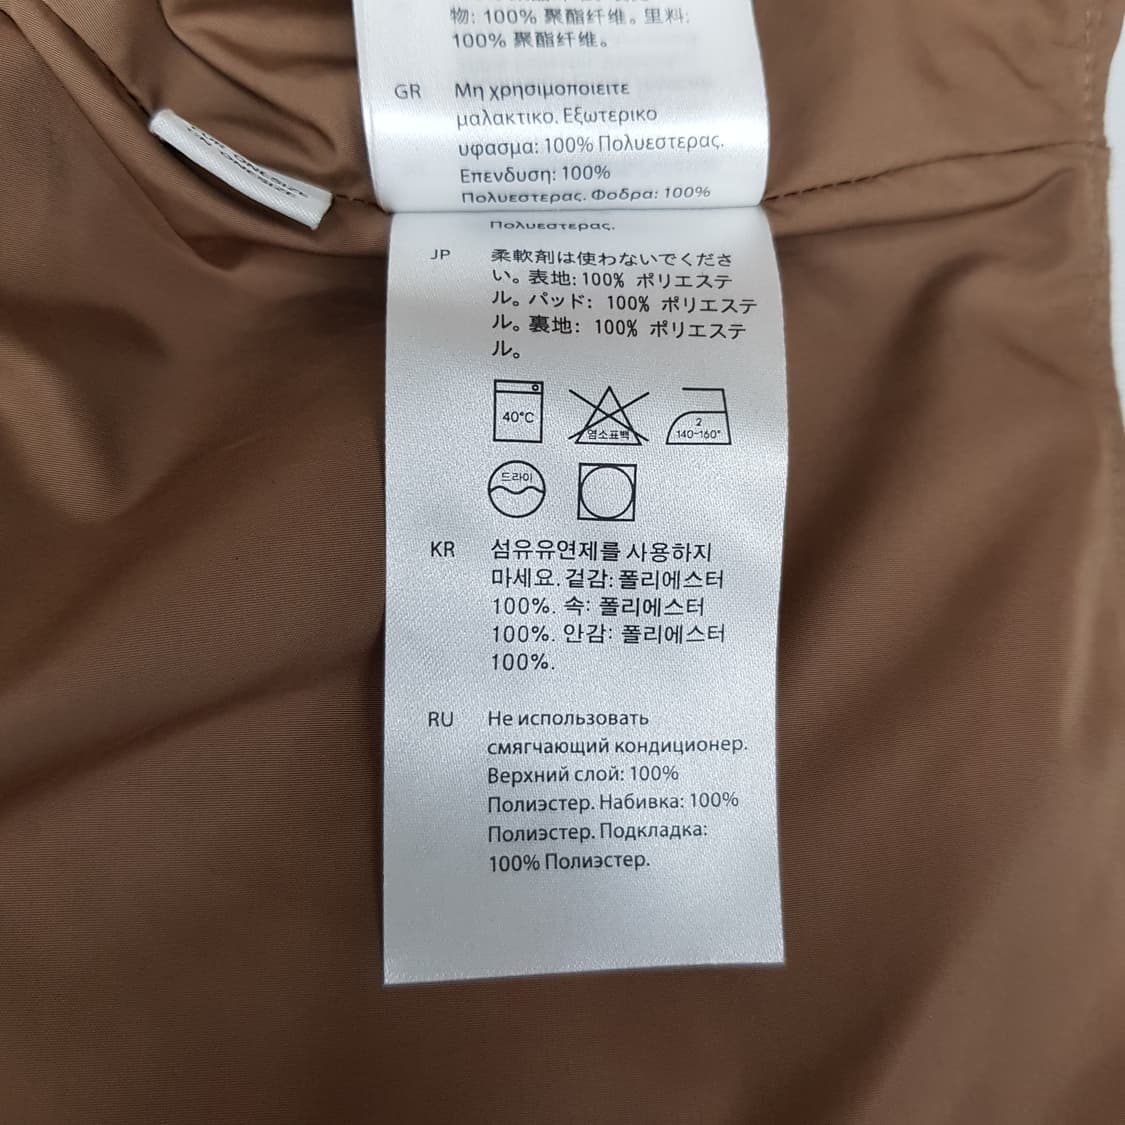 物: 100% 聚酯纤维。里料:
100% 聚酯纤维。
GR Μη χρησιμοποιείτε
μαλακτικο. Εξωτερικο
υφασμα: 100% Πολυεστερας.
Επενδυση: 100%
Πολυεστερας. Φοδρα: 100%
Πολυεστερας.
ONESIZE
JP 柔軟剤は使わないでくださ
い。表地: 100% ポリエステ
ル。パッド: 100% ポリエステ
ル。裏地: 100% ポリエステ
ル。
40°C
염소표백
2
140-160°
드라이
KR 섬유유연제를 사용하지
마세요. 겉감: 폴리에스터
100%. 속: 폴리에스터
100%. 안감: 폴리에스터
100%.
RU Не использовать
смягчающий кондиционер.
Верхний слой: 100%
Полиэстер. Набивка: 100%
Полиэстер. Подкладка:
100% Полиэстер.